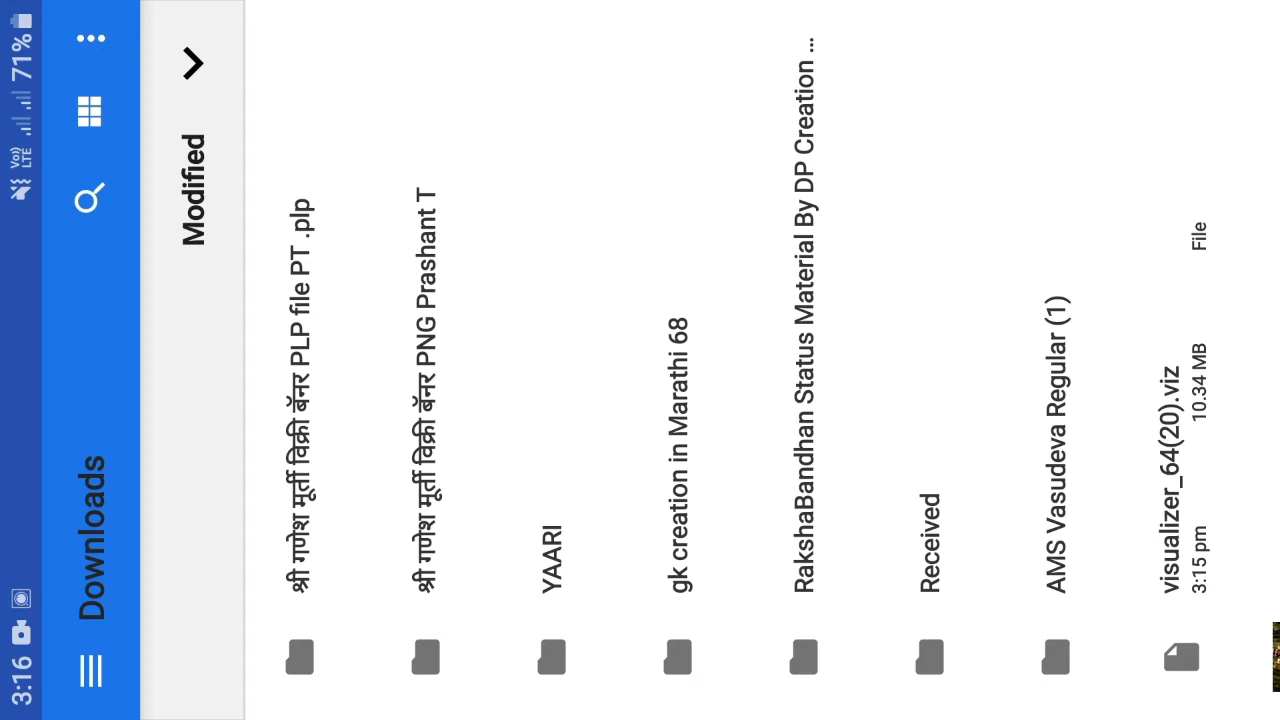 3:16 Vo)) LTE 71%
Downloads
Modified
श्री गणेश मूर्ती विक्री बॅनर PLP file PT .plp
श्री गणेश मूर्ती विक्री बॅनर PNG Prashant T
YAARI
gk creation in Marathi 68
RakshaBandhan Status Material By DP Creation ...
Received
AMS Vasudeva Regular (1)
visualizer_64(20).viz
3:15 pm 10.34 MB File